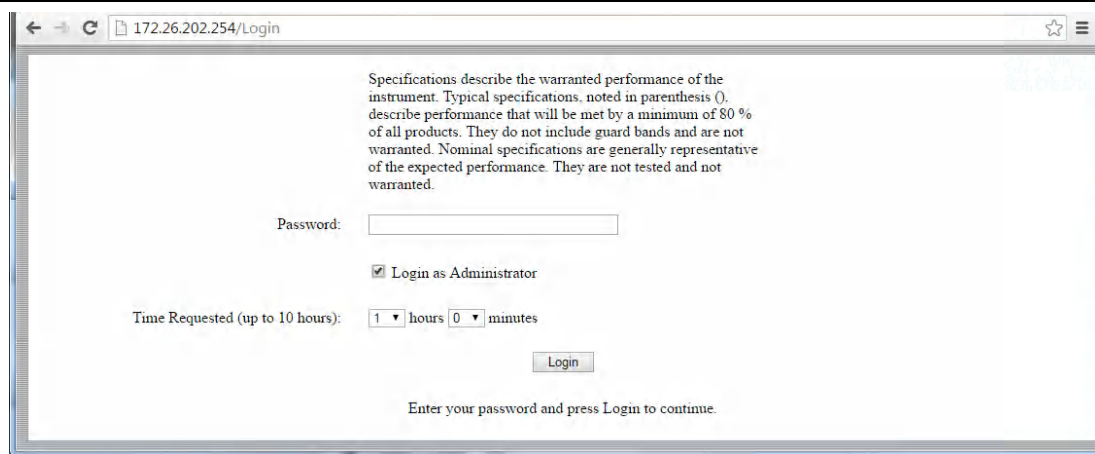 172.26.202.254/Login
Specifications describe the warranted performance of the
instrument. Typical specifications, noted in parenthesis (),
describe performance that will be met by a minimum of 80 %
of all products. They do not include guard bands and are not
warranted. Nominal specifications are generally representative
of the expected performance. They are not tested and not
warranted.
Password:
Login as Administrator
Time Requested (up to 10 hours): 1 hours 0 minutes
Login
Enter your password and press Login to continue.